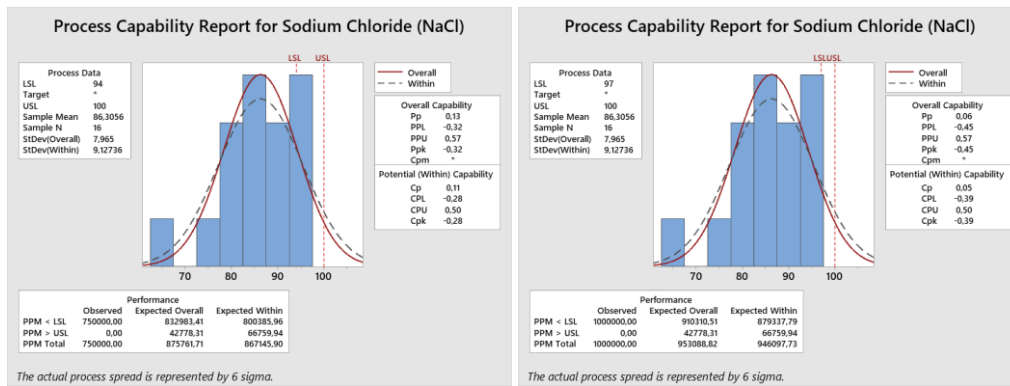 Process Capability Report for Sodium Chloride (NaCl)
LSL USL
Process Data
LSL 94
Target *
USL 100
Sample Mean 86,3056
Sample N 16
StDev(Overall) 7,965
StDev(Within) 9,12736
Overall
Within
Overall Capability
Pp 0,13
PPL -0,32
PPU 0,57
Ppk -0,32
Cpm *
Potential (Within) Capability
Cp 0,11
CPL -0,28
CPU 0,50
Cpk -0,28
70 80 90 100
Performance
Observed Expected Overall Expected Within
PPM < LSL 750000,00 832983,41 800385,96
PPM > USL 0,00 42778,31 66759,94
PPM Total 750000,00 875761,71 867145,90
The actual process spread is represented by 6 sigma.
Process Capability Report for Sodium Chloride (NaCl)
LSL USL
Process Data
LSL 97
Target *
USL 100
Sample Mean 86,3056
Sample N 16
StDev(Overall) 7,965
StDev(Within) 9,12736
Overall
Within
Overall Capability
Pp 0,06
PPL -0,45
PPU 0,57
Ppk -0,45
Cpm *
Potential (Within) Capability
Cp 0,05
CPL -0,39
CPU 0,50
Cpk -0,39
70 80 90 100
Performance
Observed Expected Overall Expected Within
PPM < LSL 1000000,00 910310,51 879337,79
PPM > USL 0,00 42778,31 66759,94
PPM Total 1000000,00 953088,82 946097,73
The actual process spread is represented by 6 sigma.